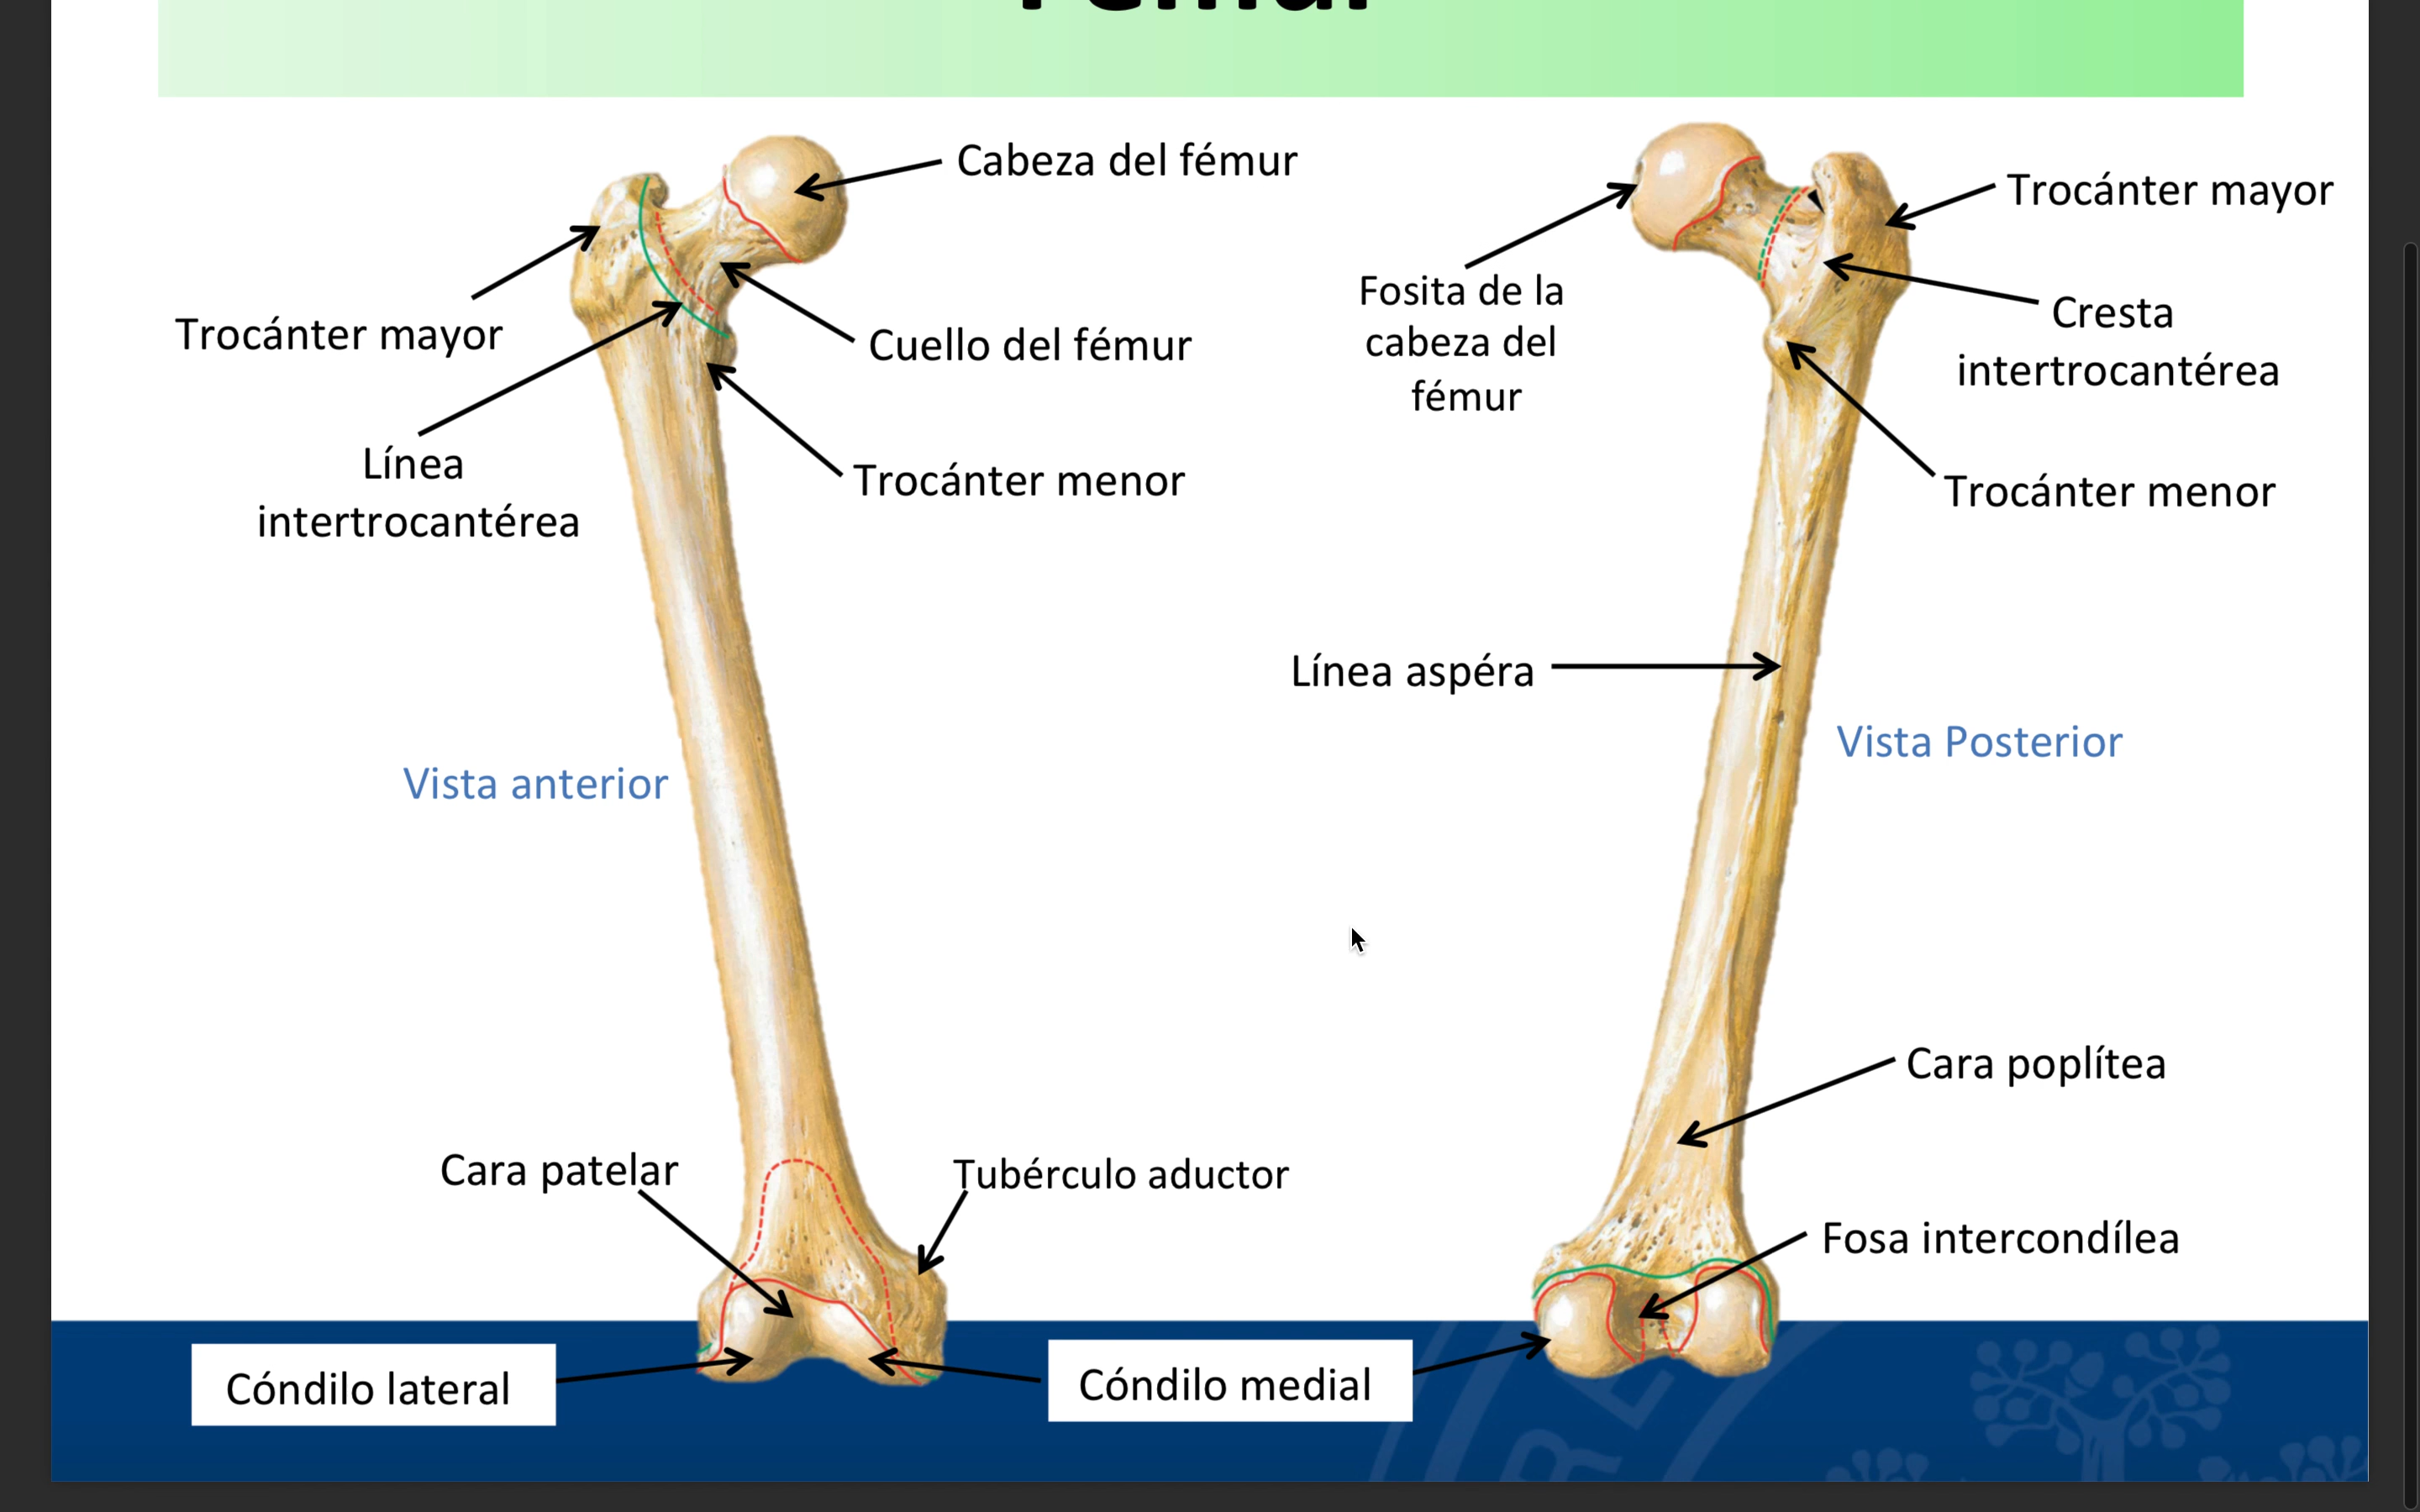 Fémur
Cabeza del fémur
Trocánter mayor
Cuello del fémur
Línea
intertrocantérea
Trocánter menor
Vista anterior
Cara patelar
Tubérculo aductor
Cóndilo lateral
Cóndilo medial
Trocánter mayor
Fosita de la
cabeza del
fémur
Cresta
intertrocantérea
Trocánter menor
Línea aspéra
Vista Posterior
Cara poplítea
Fosa intercondílea